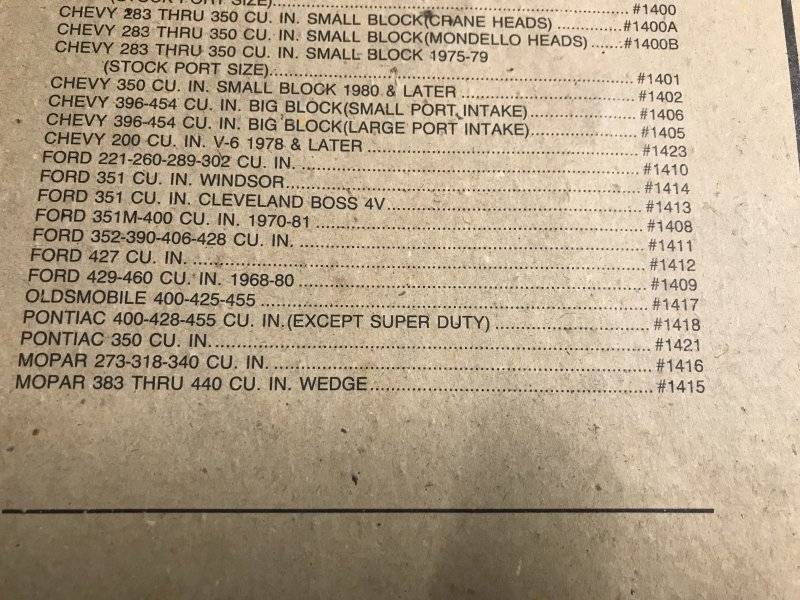 (STOCK PORT SIZE)........#1400
CHEVY 283 THRU 350 CU. IN. SMALL BLOCK(CRANE HEADS)........#1400A
CHEVY 283 THRU 350 CU. IN. SMALL BLOCK(MONDELLO HEADS)......#1400B
CHEVY 283 THRU 350 CU. IN. SMALL BLOCK 1975-79
(STOCK PORT SIZE)........#1401
CHEVY 350 CU. IN. SMALL BLOCK 1980 & LATER........#1402
CHEVY 396-454 CU. IN. BIG BLOCK(SMALL PORT INTAKE)........#1406
CHEVY 396-454 CU. IN. BIG BLOCK(LARGE PORT INTAKE)........#1405
CHEVY 200 CU. IN. V-6 1978 & LATER........#1423
FORD 221-260-289-302 CU. IN. ........#1410
FORD 351 CU. IN. WINDSOR........#1414
FORD 351 CU. IN. CLEVELAND BOSS 4V........#1413
FORD 351M-400 CU. IN. 1970-81........#1408
FORD 352-390-406-428 CU. IN. ........#1411
FORD 427 CU. IN. ........#1412
FORD 429-460 CU. IN. 1968-80........#1409
OLDSMOBILE 400-425-455........#1417
PONTIAC 400-428-455 CU. IN.(EXCEPT SUPER DUTY)........#1418
PONTIAC 350 CU. IN.........#1421
MOPAR 273-318-340 CU. IN. ........#1416
MOPAR 383 THRU 440 CU. IN. WEDGE........#1415